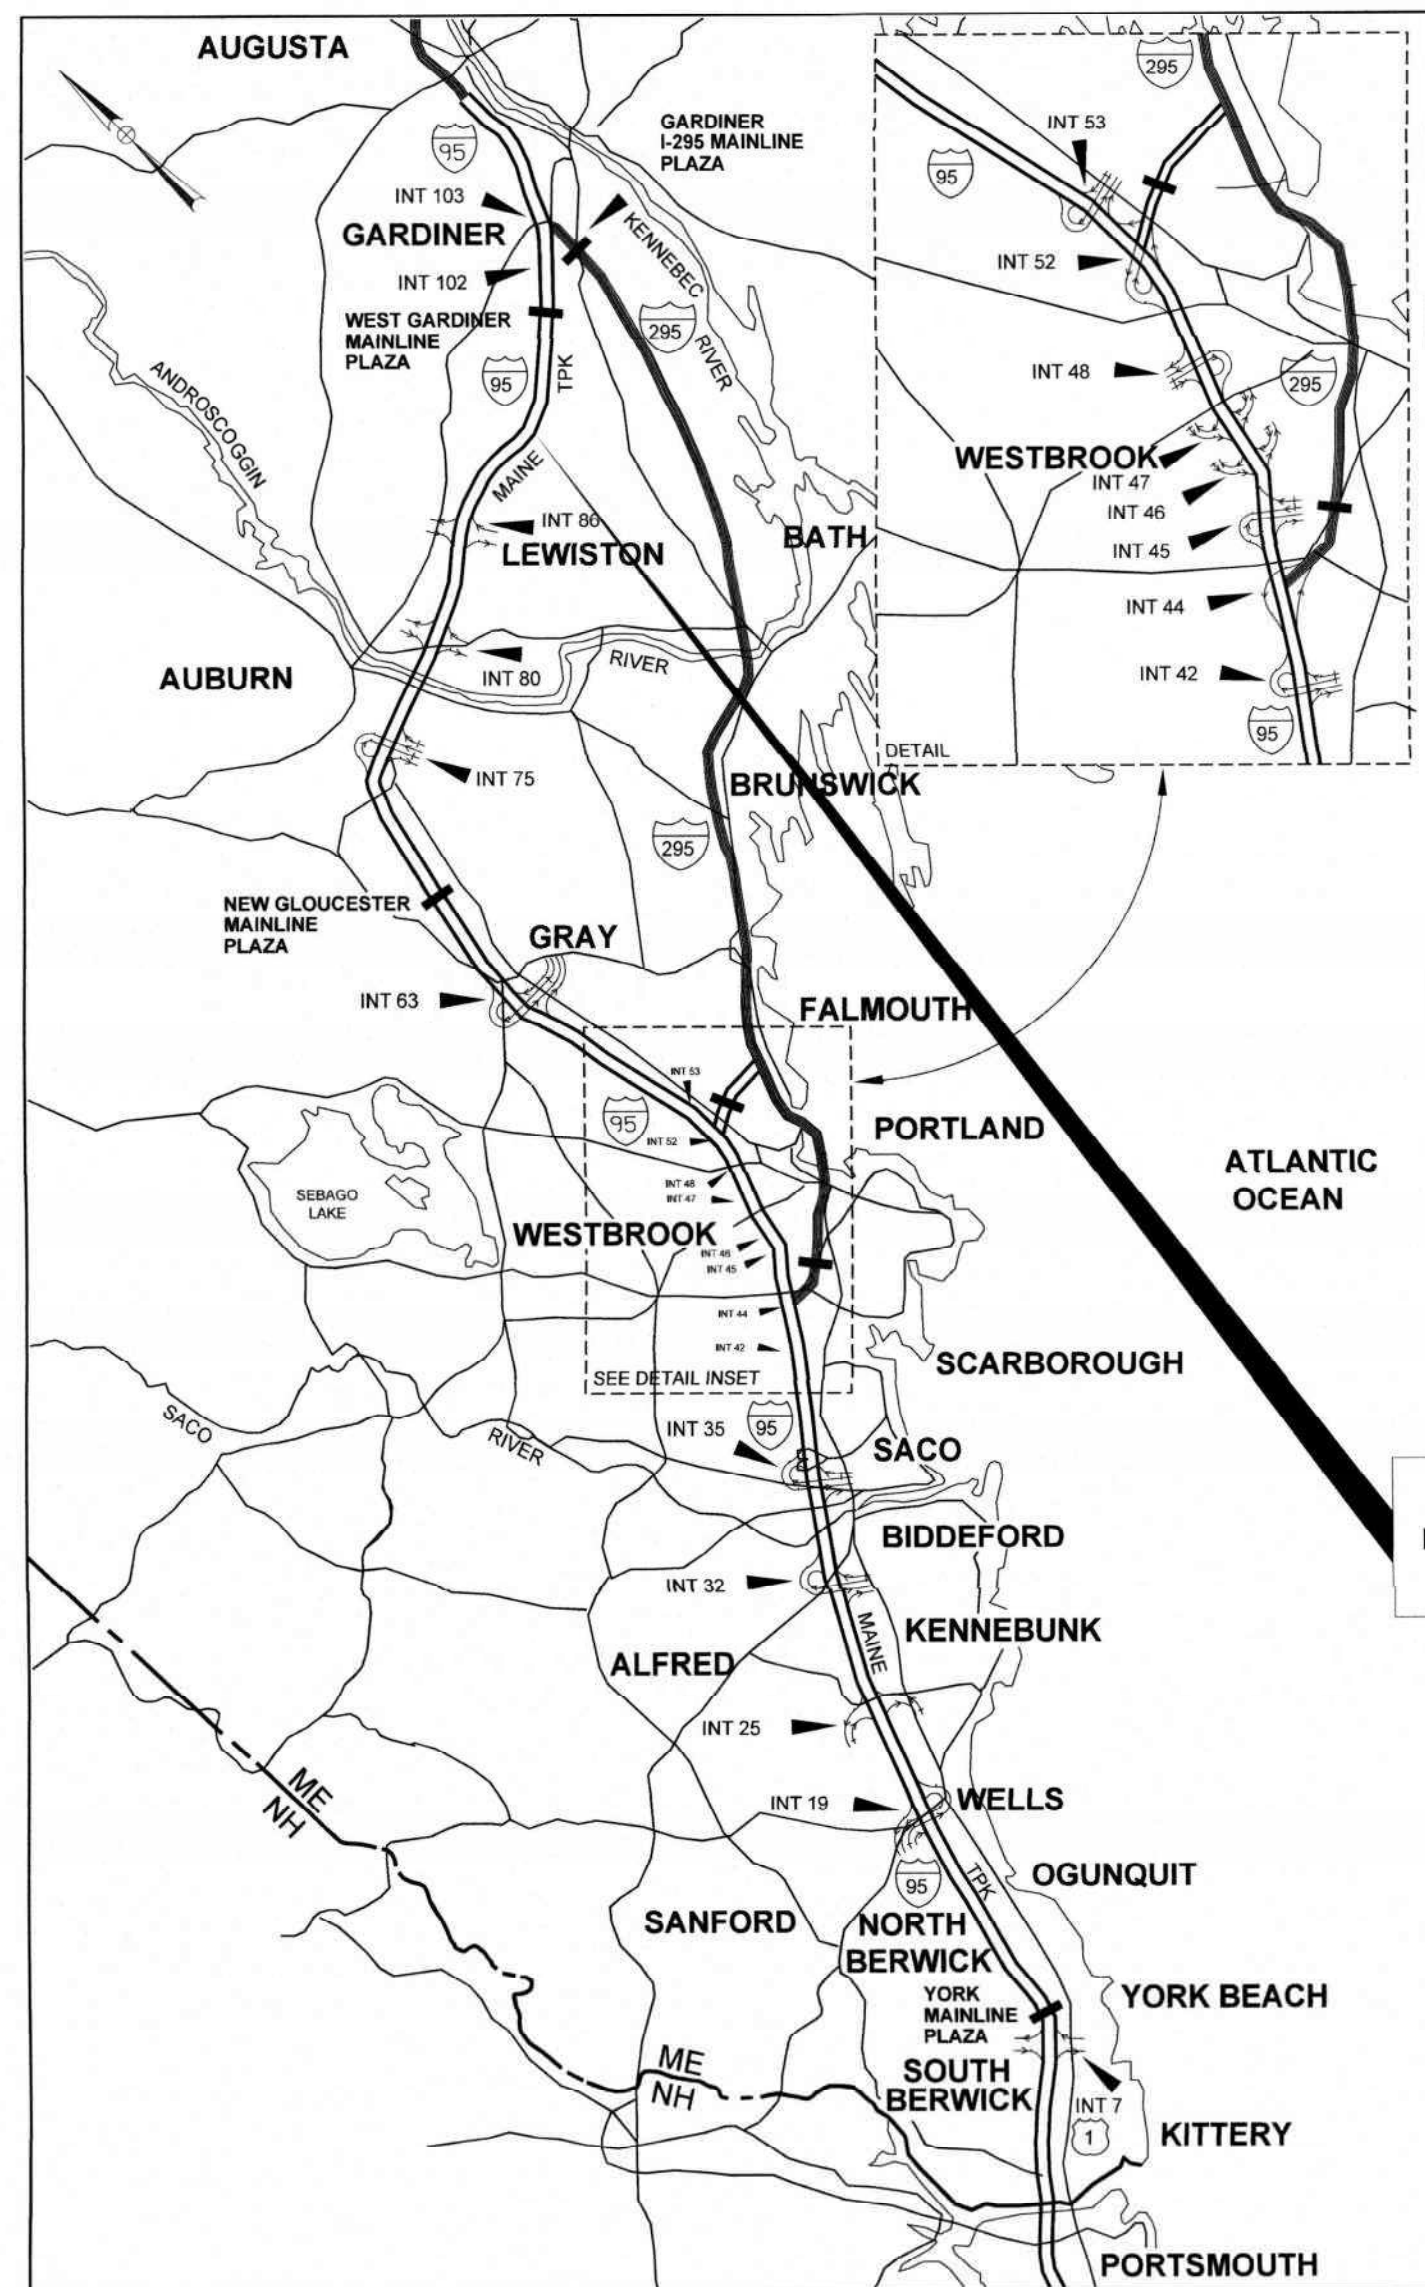 AUGUSTA
GARDINER
I-295 MAINLINE
PLAZA
95
INT 103
GARDINER
KENNEBEC
RIVER
INT 102
WEST GARDINER
MAINLINE
PLAZA
295
95
TPK
MAINE
ANDROSCOGGIN
INT 86
LEWISTON
BATH
RIVER
INT 80
AUBURN
INT 75
BRUNSWICK
295
NEW GLOUCESTER
MAINLINE
PLAZA
GRAY
INT 63
FALMOUTH
INT 53
95
INT 52
PORTLAND
INT 48
INT 47
SEBAGO
LAKE
WESTBROOK
INT 46
INT 45
ATLANTIC
OCEAN
INT 44
INT 42
SEE DETAIL INSET
SCARBOROUGH
SACO
RIVER
INT 35
95
SACO
BIDDEFORD
INT 32
MAINE
KENNEBUNK
ALFRED
INT 25
ME
NH
INT 19
WELLS
95
TPK
OGUNQUIT
SANFORD
NORTH
BERWICK
YORK
MAINLINE
PLAZA
YORK BEACH
ME
NH
SOUTH
BERWICK
INT 7
1
KITTERY
PORTSMOUTH
295
INT 53
95
INT 52
INT 48
295
WESTBROOK
INT 47
INT 46
INT 45
INT 44
INT 42
95
DETAIL